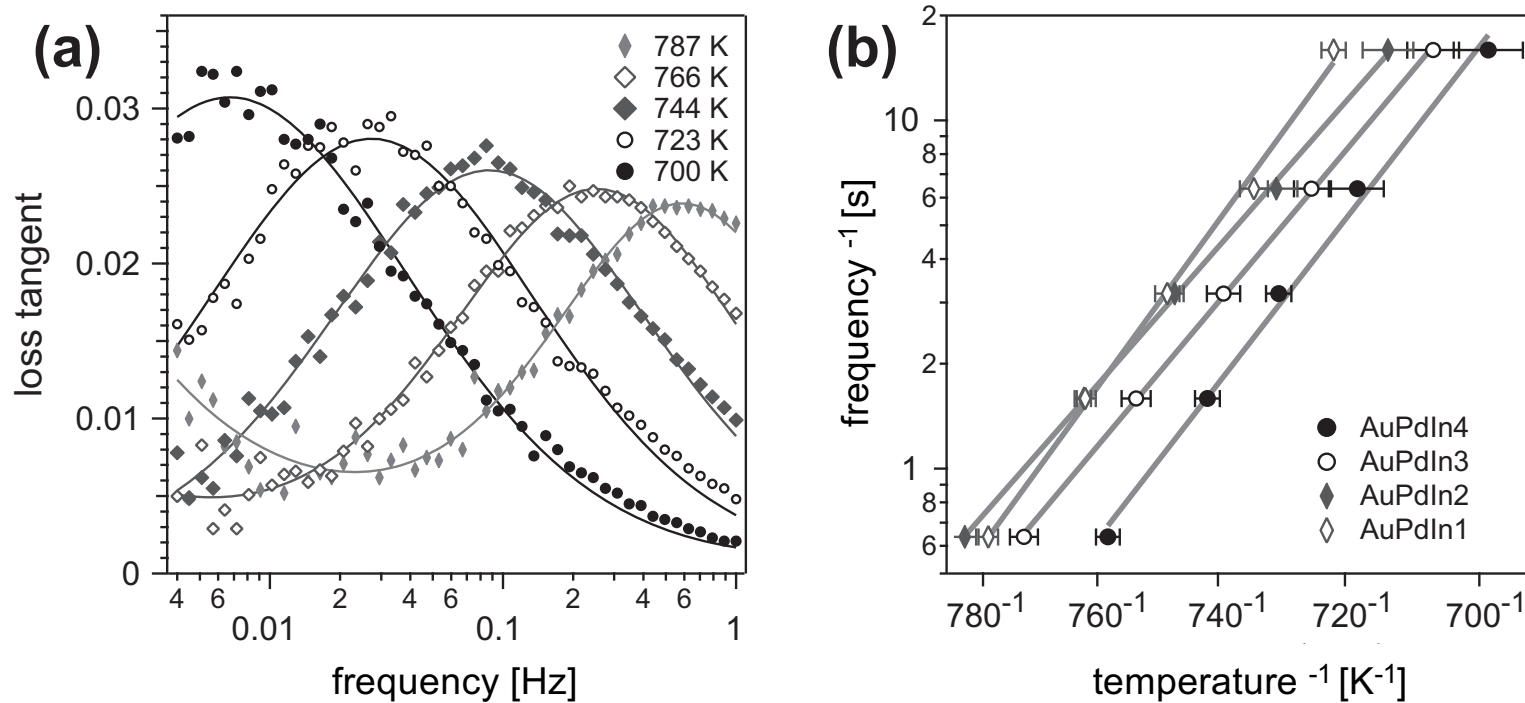 (a)
787 K
766 K
744 K
723 K
700 K
0.03
0.02
0.01
0
loss tangent
4 6 2 4 6 2 4 6
0.01 0.1 1
frequency [Hz]
(b)
2
10
8
6
4
2
1
8
6
frequency ⁻¹ [s]
AuPdIn4
AuPdIn3
AuPdIn2
AuPdIn1
780⁻¹ 760⁻¹ 740⁻¹ 720⁻¹ 700⁻¹
temperature ⁻¹ [K⁻¹]